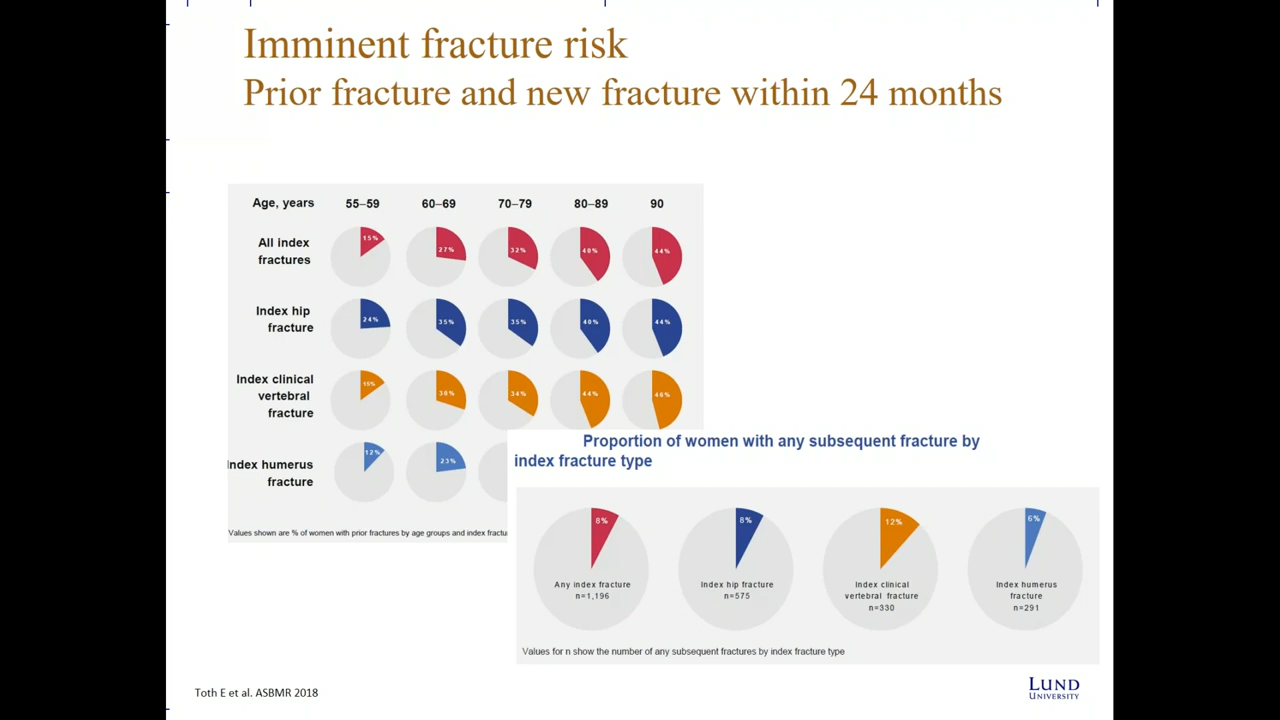 Imminent fracture risk
Prior fracture and new fracture within 24 months
Age, years 55–59 60–69 70–79 80–89 90
All index
fractures
15% 27% 32% 40% 44%
Index hip
fracture
24% 35% 35% 40% 44%
Index clinical
vertebral
fracture
15% 30% 34% 44% 46%
Index humerus
fracture
12% 23%
Values shown are % of women with prior fractures by age groups and index fractu
Proportion of women with any subsequent fracture by
index fracture type
8% 8% 12% 6%
Any index fracture
n=1,196
Index hip fracture
n=575
Index clinical
vertebral fracture
n=330
Index humerus
fracture
n=291
Values for n show the number of any subsequent fractures by index fracture type
Toth E et al. ASBMR 2018
LUND
UNIVERSITY